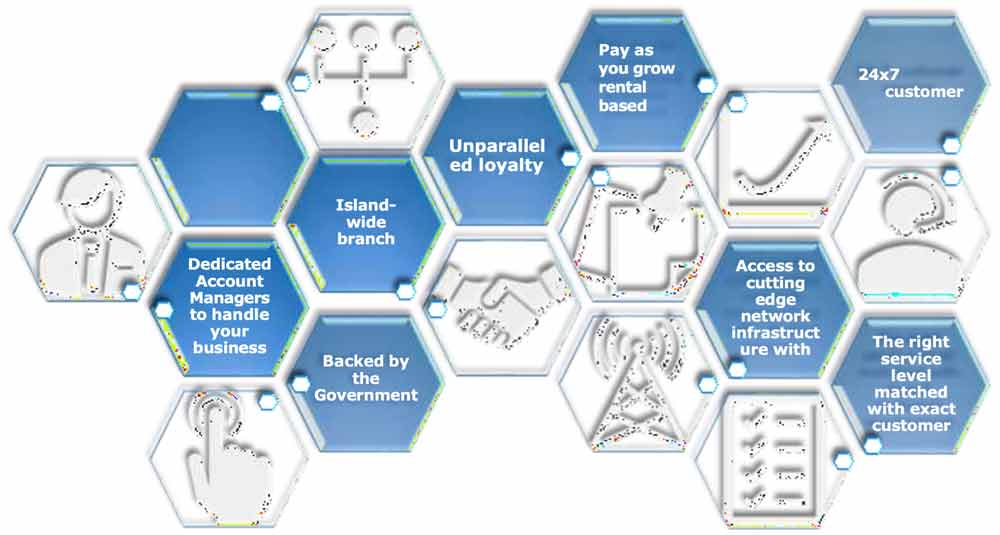 Pay as
you grow
rental
based
24x7
customer
Unparallel
ed loyalty
Island-
wide
branch
Dedicated
Account
Managers
to handle
your
business
Access to
cutting
edge
network
infrastruct
ure with
Backed by
the
Government
The right
service
level
matched
with exact
customer